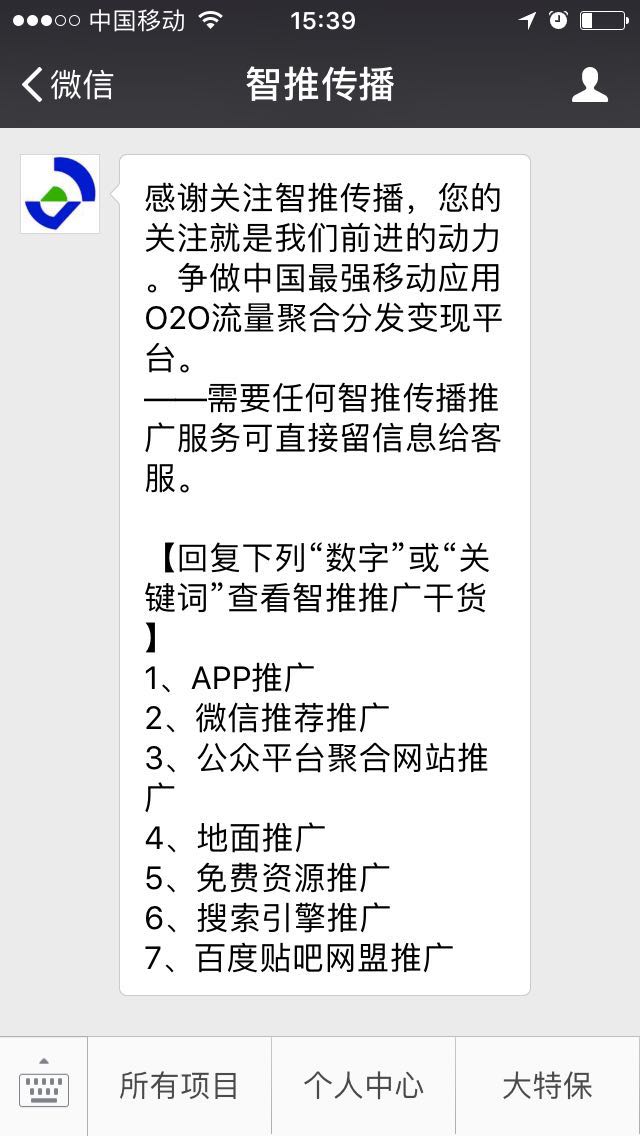 中国移动 15:39
微信 智推传播
感谢关注智推传播，您的
关注就是我们前进的动力
。争做中国最强移动应用
O2O流量聚合分发变现平
台。
——需要任何智推传播推
广服务可直接留信息给客
服。
【回复下列“数字”或“关
键词”查看智推推广干货
】
1、APP推广
2、微信推荐推广
3、公众平台聚合网站推
广
4、地面推广
5、免费资源推广
6、搜索引擎推广
7、百度贴吧网盟推广
所有项目 个人中心 大特保